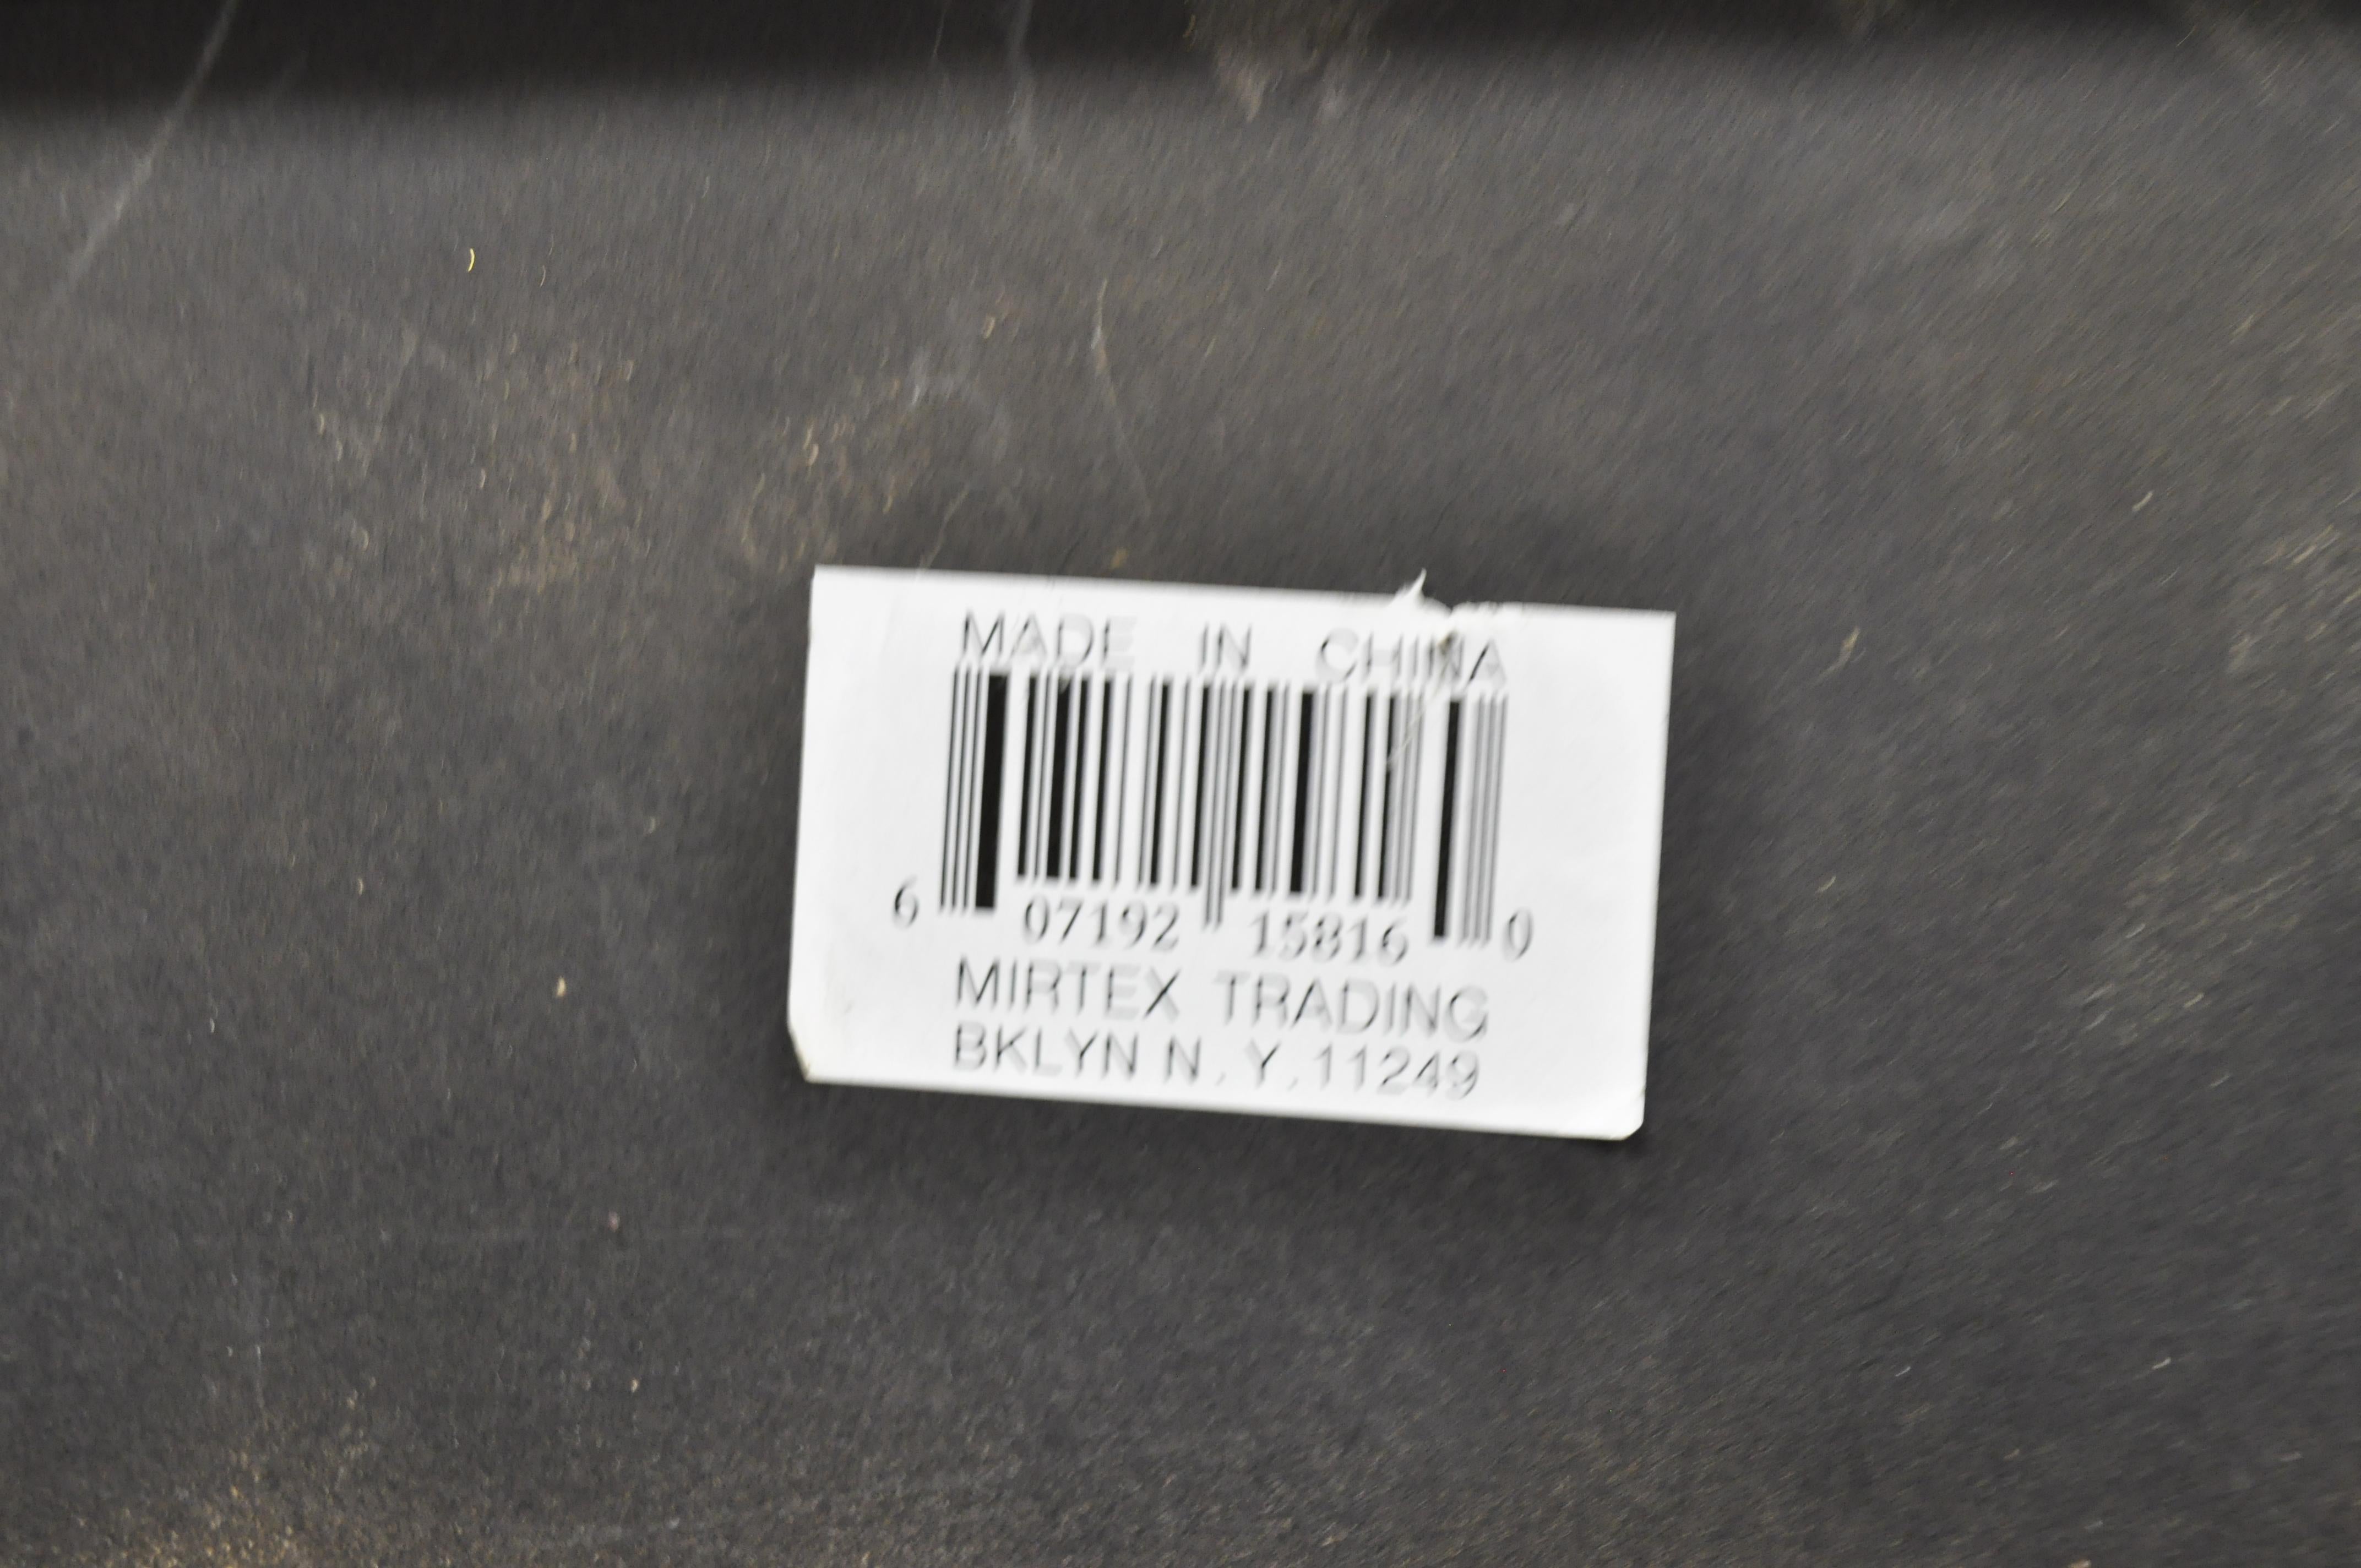 MADE IN CHINA
6 07192 15816 0
MIRTEX TRADING
BKLYN N.Y.11249